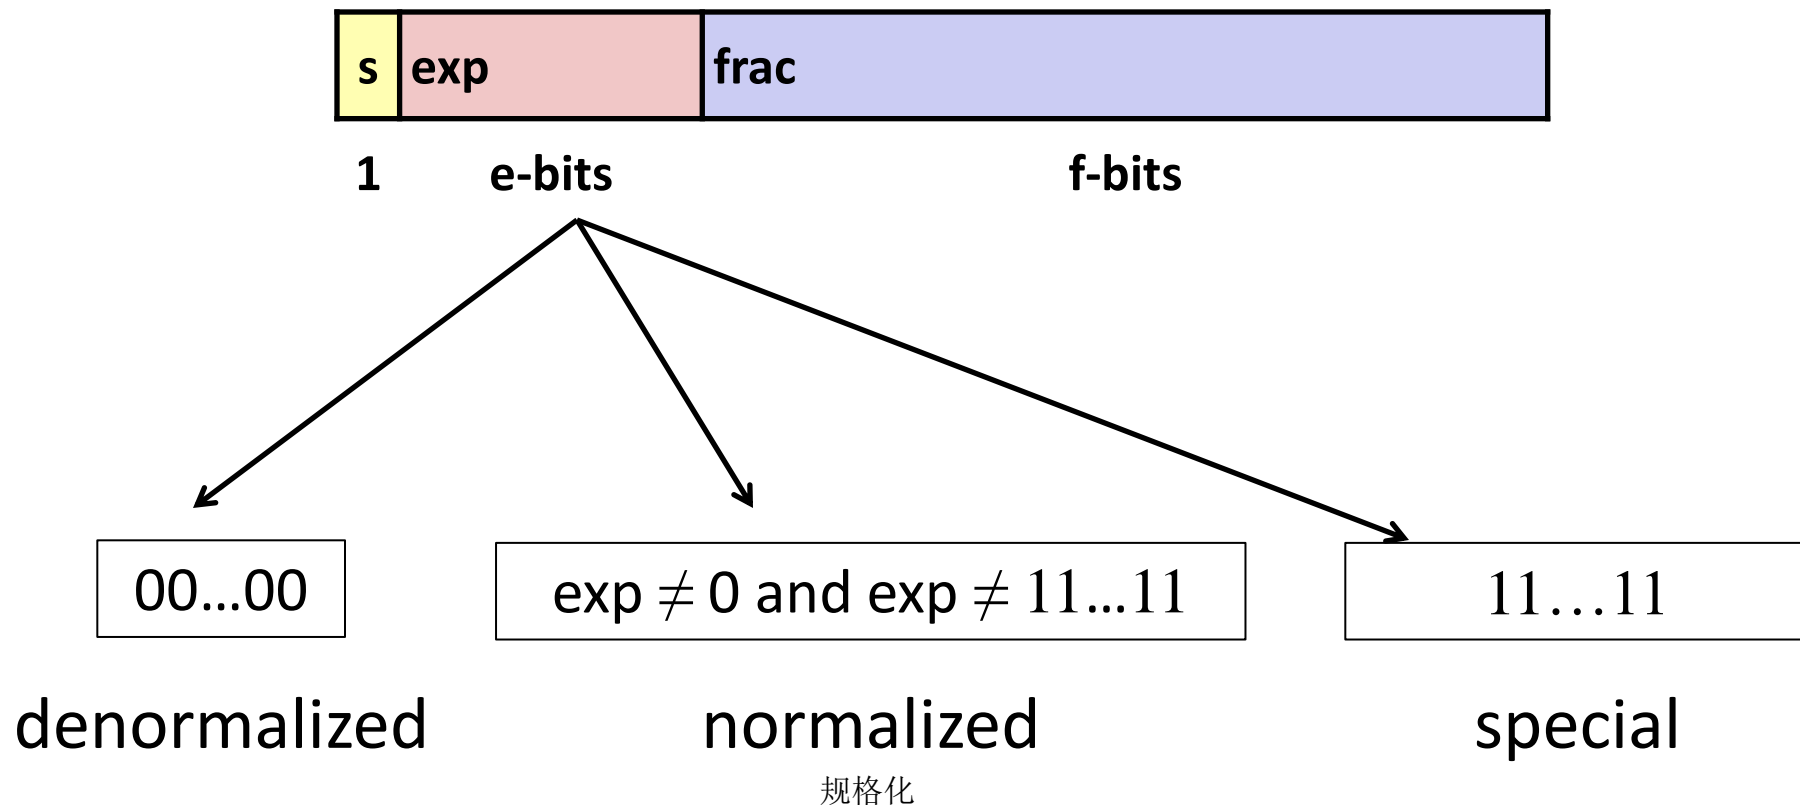 s exp frac
1 e-bits f-bits
00...00 exp ≠ 0 and exp ≠ 11...11 11...11
denormalized normalized special
规格化